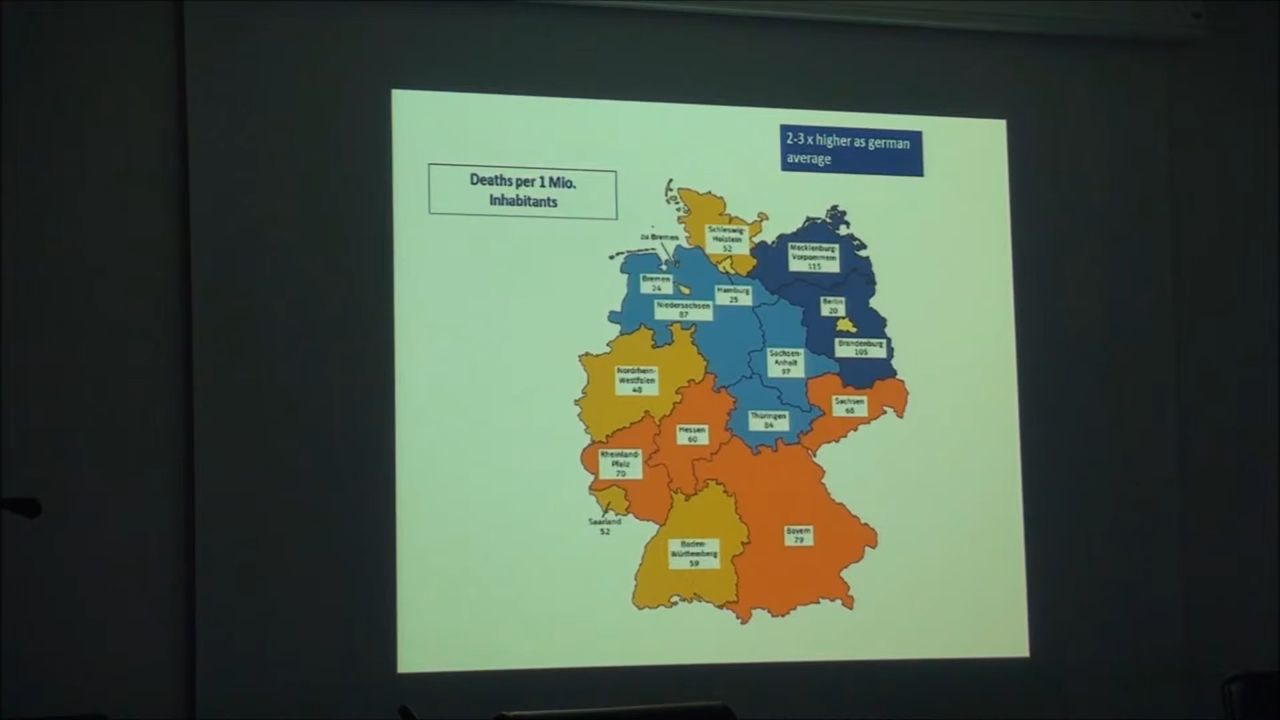 2-3 x higher as german
average
Deaths per 1 Mio.
Inhabitants
Schleswig-
Holstein
52
zu Bremen
Mecklenburg-
Vorpommern
115
Bremen
24
Hamburg
25
Niedersachsen
87
Berlin
20
Brandenburg
105
Sachsen-
Anhalt
97
Nordrhein-
Westfalen
48
Sachsen
68
Thüringen
84
Hessen
60
Rheinland-
Pfalz
70
Saarland
52
Bayern
79
Baden-
Württemberg
59